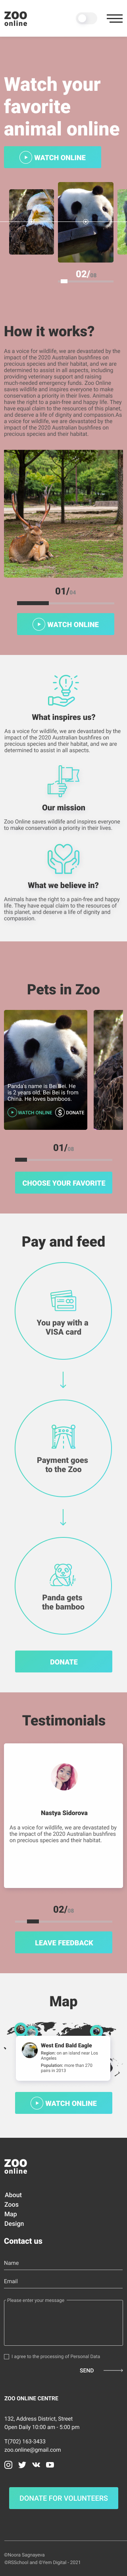 ZOO
online
Watch your
favorite
animal online
WATCH ONLINE
02/08
How it works?
As a voice for wildlife, we are devastated by the
impact of the 2020 Australian bushfires on
precious species and their habitat, and we are
determined to assist in all aspects, including
providing veterinary support and raising
much-needed emergency funds. Zoo Online
saves wildlife and inspires everyone to make
conservation a priority in their lives. Animals
have the right to a pain-free and happy life. They
have equal claim to the resources of this planet,
and deserve a life of dignity and compassion.As
a voice for wildlife, we are devastated by the
impact of the 2020 Australian bushfires on
precious species and their habitat.
01/04
WATCH ONLINE
What inspires us?
As a voice for wildlife, we are devastated by the
impact of the 2020 Australian bushfires on
precious species and their habitat, and we are
determined to assist in all aspects.
Our mission
Zoo Online saves wildlife and inspires everyone
to make conservation a priority in their lives.
What we believe in?
Animals have the right to a pain-free and happy
life. They have equal claim to the resources of
this planet, and deserve a life of dignity and
compassion.
Pets in Zoo
Panda's name is Bei Bei. He
is 2 years old. Bei Bei is from
China. He loves bamboos.
WATCH ONLINE
DONATE
01/08
CHOOSE YOUR FAVORITE
Pay and feed
You pay with a
VISA card
Payment goes
to the Zoo
Panda gets
the bamboo
DONATE
Testimonials
Nastya Sidorova
As a voice for wildlife, we are devastated by
the impact of the 2020 Australian bushfires
on precious species and their habitat.
02/08
LEAVE FEEDBACK
Map
West End Bald Eagle
Region: on an island near Los
Angeles
Population: more than 270
pairs in 2013
WATCH ONLINE
ZOO
online
About
Zoos
Map
Design
Contact us
Name
Email
Please enter your message
I agree to the processing of Personal Data
SEND
ZOO ONLINE CENTRE
132, Address District, Street
Open Daily 10:00 am - 5:00 pm
T(702) 163-3433
zoo.online@gmail.com
DONATE FOR VOLUNTEERS
©Noora Sagnayeva
©RSSchool and ©Yem Digital - 2021